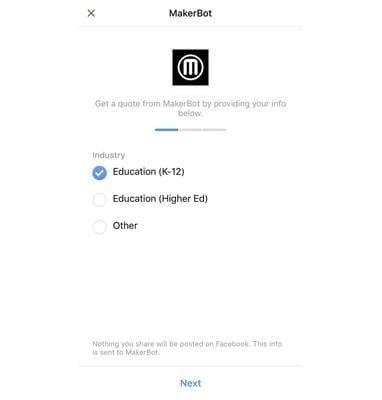 MakerBot
M
Get a quote from MakerBot by providing your info
below.
Industry
Education (K-12)
Education (Higher Ed)
Other
Nothing you share will be posted on Facebook. This info
is sent to MakerBot.
Next